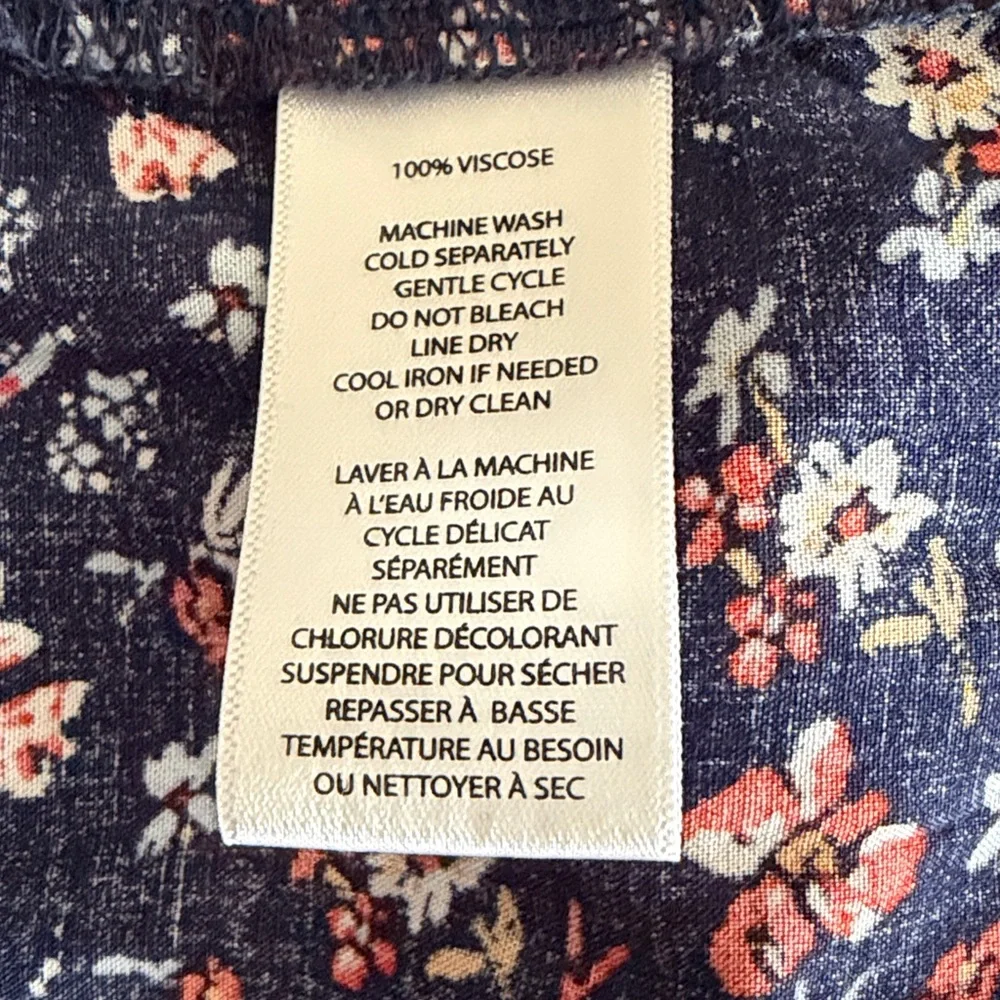 100% VISCOSE
MACHINE WASH
COLD SEPARATELY
GENTLE CYCLE
DO NOT BLEACH
LINE DRY
COOL IRON IF NEEDED
OR DRY CLEAN
LAVER À LA MACHINE
À L'EAU FROIDE AU
CYCLE DÉLICAT
SÉPARÉMENT
NE PAS UTILISER DE
CHLORURE DÉCOLORANT
SUSPENDRE POUR SÉCHER
REPASSER À BASSE
TEMPÉRATURE AU BESOIN
OU NETTOYER À SEC